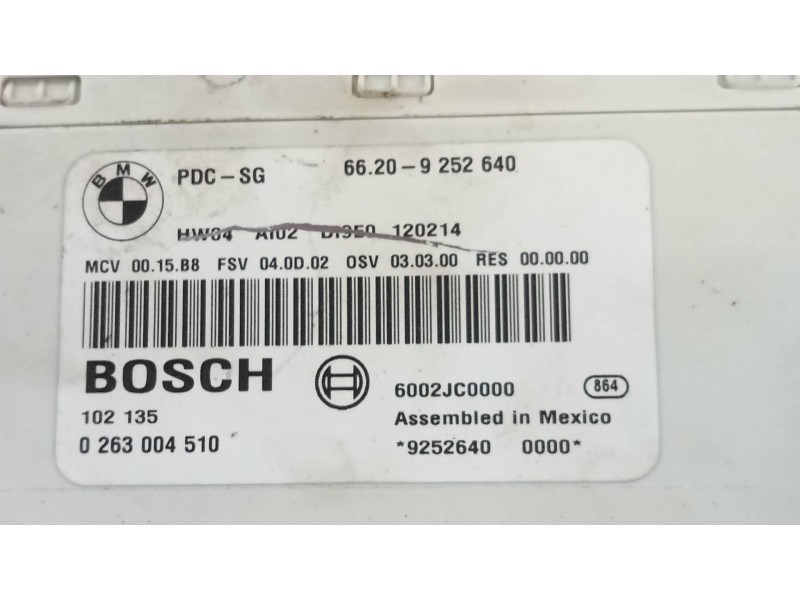 BMW
PDC-SG 66.20-9 252 640
HW04 AI02 DI9E0 120214
MCV 00.15.B8 FSV 04.0D.02 OSV 03.03.00 RES 00.00.00
BOSCH
6002JC0000 864
102 135 Assembled in Mexico
0 263 004 510 *9252640 0000*